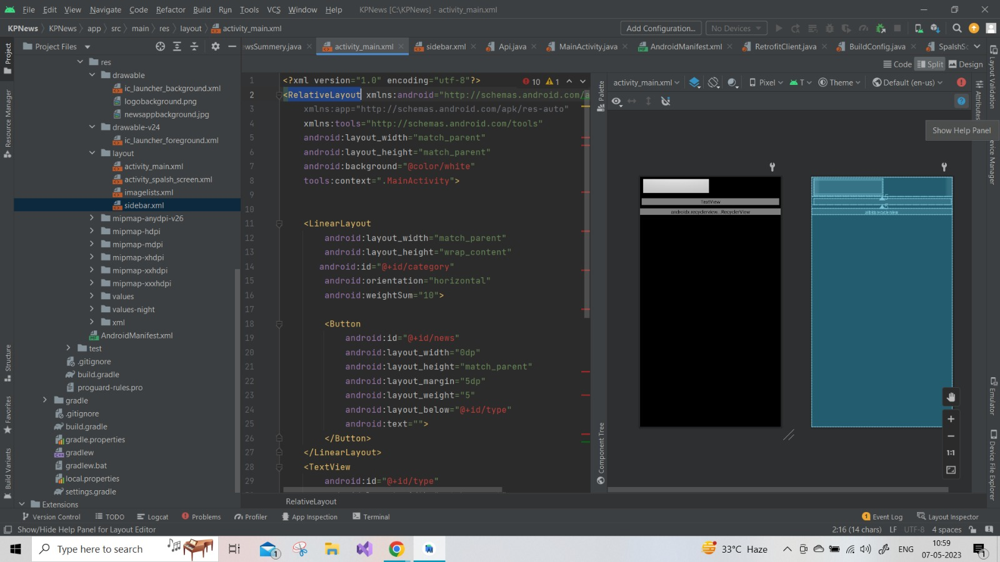 File Edit View Navigate Code Refactor Build Run Tools VCS Window Help KPNews [C:\KPNews] - activity_main.xml
KPNews KPNews app src main res layout activity_main.xml Add Configuration... No Devices
Project Project Files ewsSummery.java activity_main.xml sidebar.xml Api.java MainActivity.java AndroidManifest.xml RetrofitClient.java BuildConfig.java SpalshSc
Code Split Design
res
drawable
ic_launcher_background.xml
logobackground.png
newsappbackground.jpg
drawable-v24
ic_launcher_foreground.xml
layout
activity_main.xml
activity_spalsh_screen.xml
imagelists.xml
sidebar.xml
mipmap-anydpi-v26
mipmap-hdpi
mipmap-mdpi
mipmap-xhdpi
mipmap-xxhdpi
mipmap-xxxhdpi
values
values-night
xml
AndroidManifest.xml
test
.gitignore
build.gradle
proguard-rules.pro
gradle
.gitignore
build.gradle
gradle.properties
gradlew
gradlew.bat
local.properties
settings.gradle
Extensions
Resource Manager
Structure
Favorites
Build Variants
10 1
1 <?xml version="1.0" encoding="utf-8"?>
2 <RelativeLayout xmlns:android="http://schemas.android.com/a
3 xmlns:app="http://schemas.android.com/apk/res-auto"
4 xmlns:tools="http://schemas.android.com/tools"
5 android:layout_width="match_parent"
6 android:layout_height="match_parent"
7 android:background="@color/white"
8 tools:context=".MainActivity">
9
10
11 <LinearLayout
12 android:layout_width="match_parent"
13 android:layout_height="wrap_content"
14 android:id="@+id/category"
15 android:orientation="horizontal"
16 android:weightSum="10">
17
18 <Button
19 android:id="@+id/news"
20 android:layout_width="0dp"
21 android:layout_height="match_parent"
22 android:layout_margin="5dp"
23 android:layout_weight="5"
24 android:layout_below="@+id/type"
25 android:text="">
26 </Button>
27 </LinearLayout>
28 <TextView
29 android:id="@+id/type"
RelativeLayout
Palette
Component Tree
activity_main.xml Pixel T Theme Default (en-us)
Show Help Panel
TextView
androidx.recyclerview...RecyclerView
5
5
1:1
Attributes
Layout Validation
Device Manager
Emulator
Device File Explorer
Version Control TODO Logcat Problems Profiler App Inspection Terminal 1 Event Log Layout Inspector
Show/Hide Help Panel for Layout Editor 2:16 (14 chars) LF UTF-8 4 spaces
Type here to search 1 33°C Haze ENG 10:59
07-05-2023 1